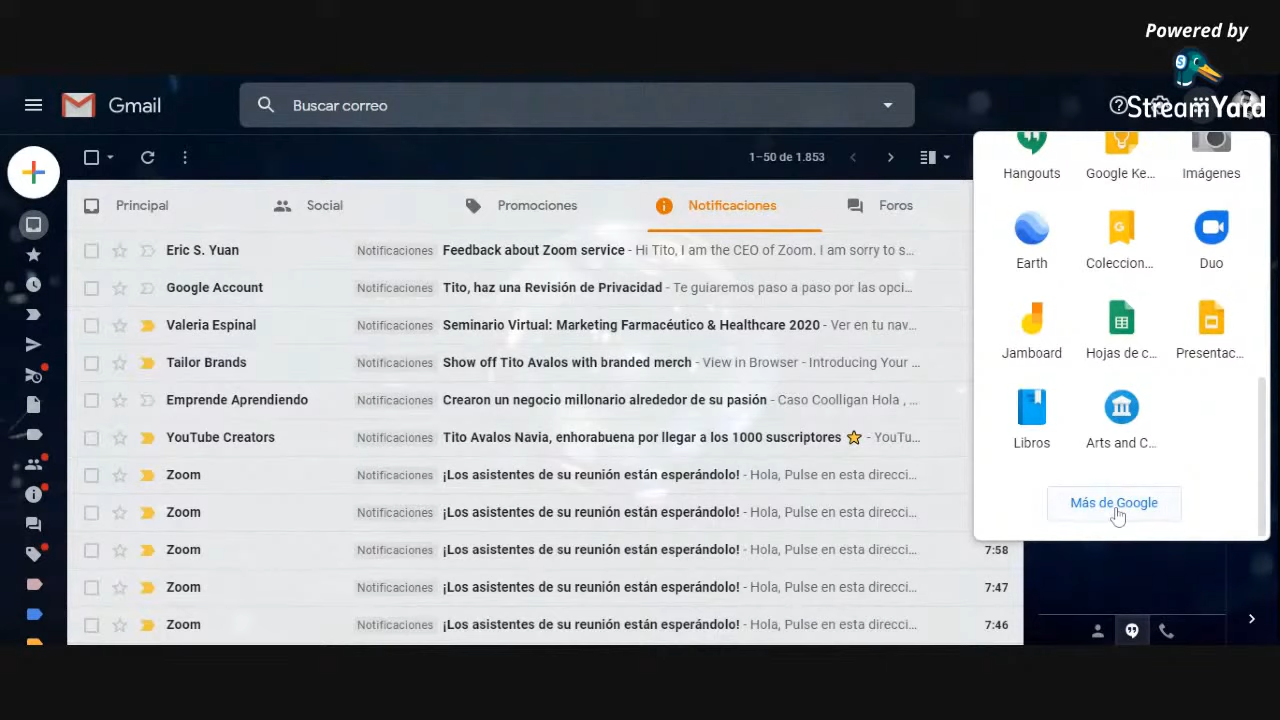 Powered by
StreamYard
Gmail
Buscar correo
1–50 de 1.853
Principal
Social
Promociones
Notificaciones
Foros
Eric S. Yuan Notificaciones Feedback about Zoom service - Hi Tito, I am the CEO of Zoom. I am sorry to s...
Google Account Notificaciones Tito, haz una Revisión de Privacidad - Te guiaremos paso a paso por las opci...
Valeria Espinal Notificaciones Seminario Virtual: Marketing Farmacéutico & Healthcare 2020 - Ver en tu nav...
Tailor Brands Notificaciones Show off Tito Avalos with branded merch - View in Browser - Introducing Your ...
Emprende Aprendiendo Notificaciones Crearon un negocio millonario alrededor de su pasión - Caso Coolligan Hola , ...
YouTube Creators Notificaciones Tito Avalos Navia, enhorabuena por llegar a los 1000 suscriptores ⭐ - YouTu...
Zoom Notificaciones ¡Los asistentes de su reunión están esperándolo! - Hola, Pulse en esta direcci...
Zoom Notificaciones ¡Los asistentes de su reunión están esperándolo! - Hola, Pulse en esta direcci...
Zoom Notificaciones ¡Los asistentes de su reunión están esperándolo! - Hola, Pulse en esta direcci... 7:58
Zoom Notificaciones ¡Los asistentes de su reunión están esperándolo! - Hola, Pulse en esta direcci... 7:47
Zoom Notificaciones ¡Los asistentes de su reunión están esperándolo! - Hola, Pulse en esta direcci... 7:46
Hangouts
Google Ke...
Imágenes
Earth
Coleccion...
Duo
Jamboard
Hojas de c...
Presentac...
Libros
Arts and C...
Más de Google